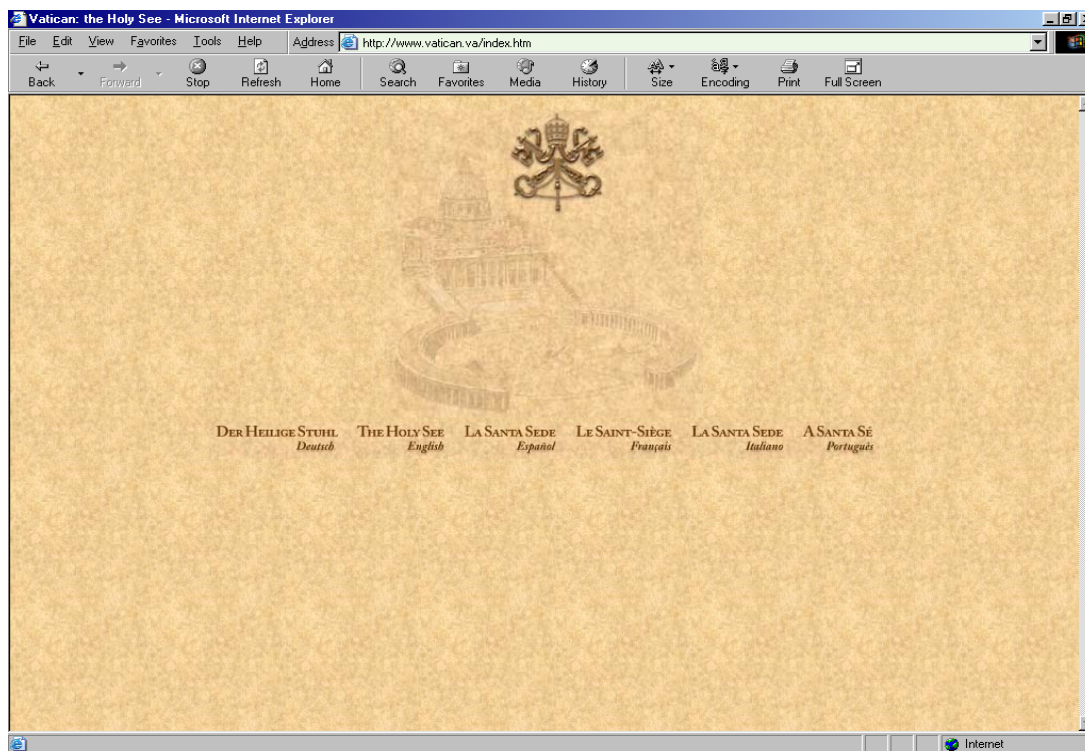 Vatican: the Holy See - Microsoft Internet Explorer
File Edit View Favorites Tools Help Address http://www.vatican.va/index.htm
Back Forward Stop Refresh Home Search Favorites Media History Size Encoding Print Full Screen
DER HEILIGE STUHL THE HOLY SEE LA SANTA SEDE LE SAINT-SIÈGE LA SANTA SEDE A SANTA SÉ
Deutsch English Español Français Italiano Português
Internet